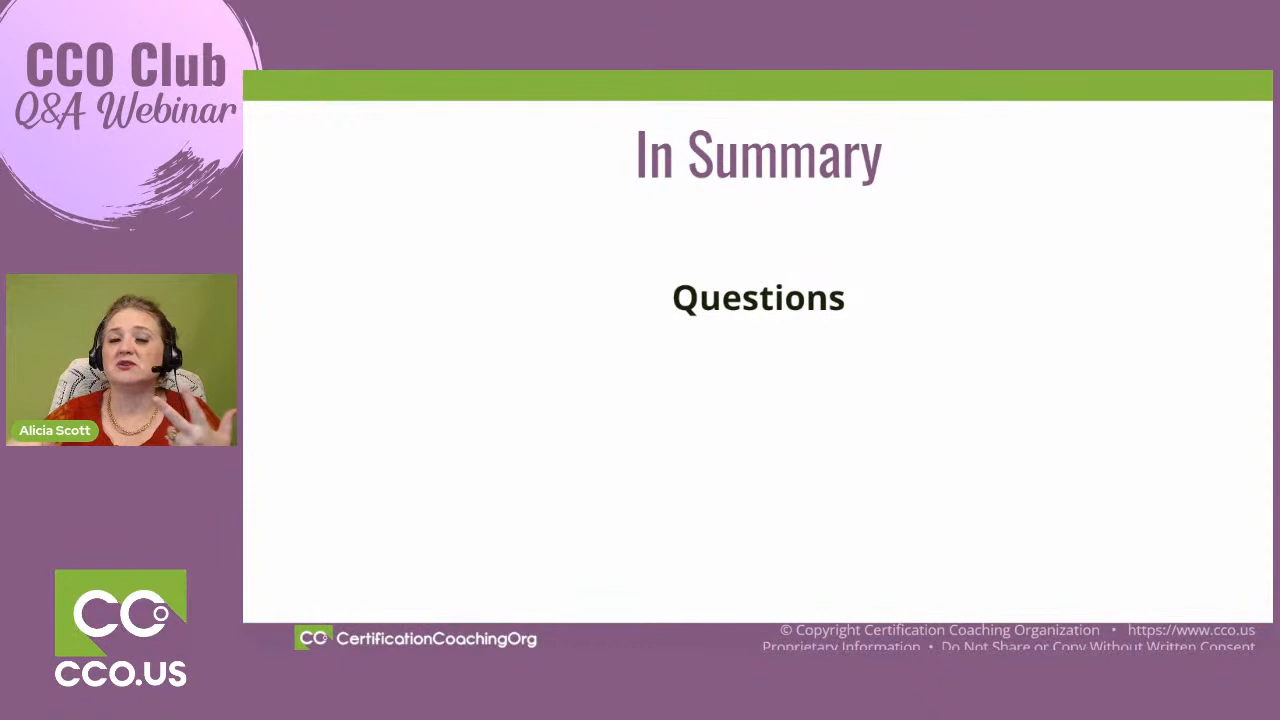 CCO Club
Q&A Webinar
In Summary
Questions
Alicia Scott
CCO
CCO.US
CCO CertificationCoachingOrg
© Copyright Certification Coaching Organization • https://www.cco.us
Proprietary Information • Do Not Share or Copy Without Written Consent